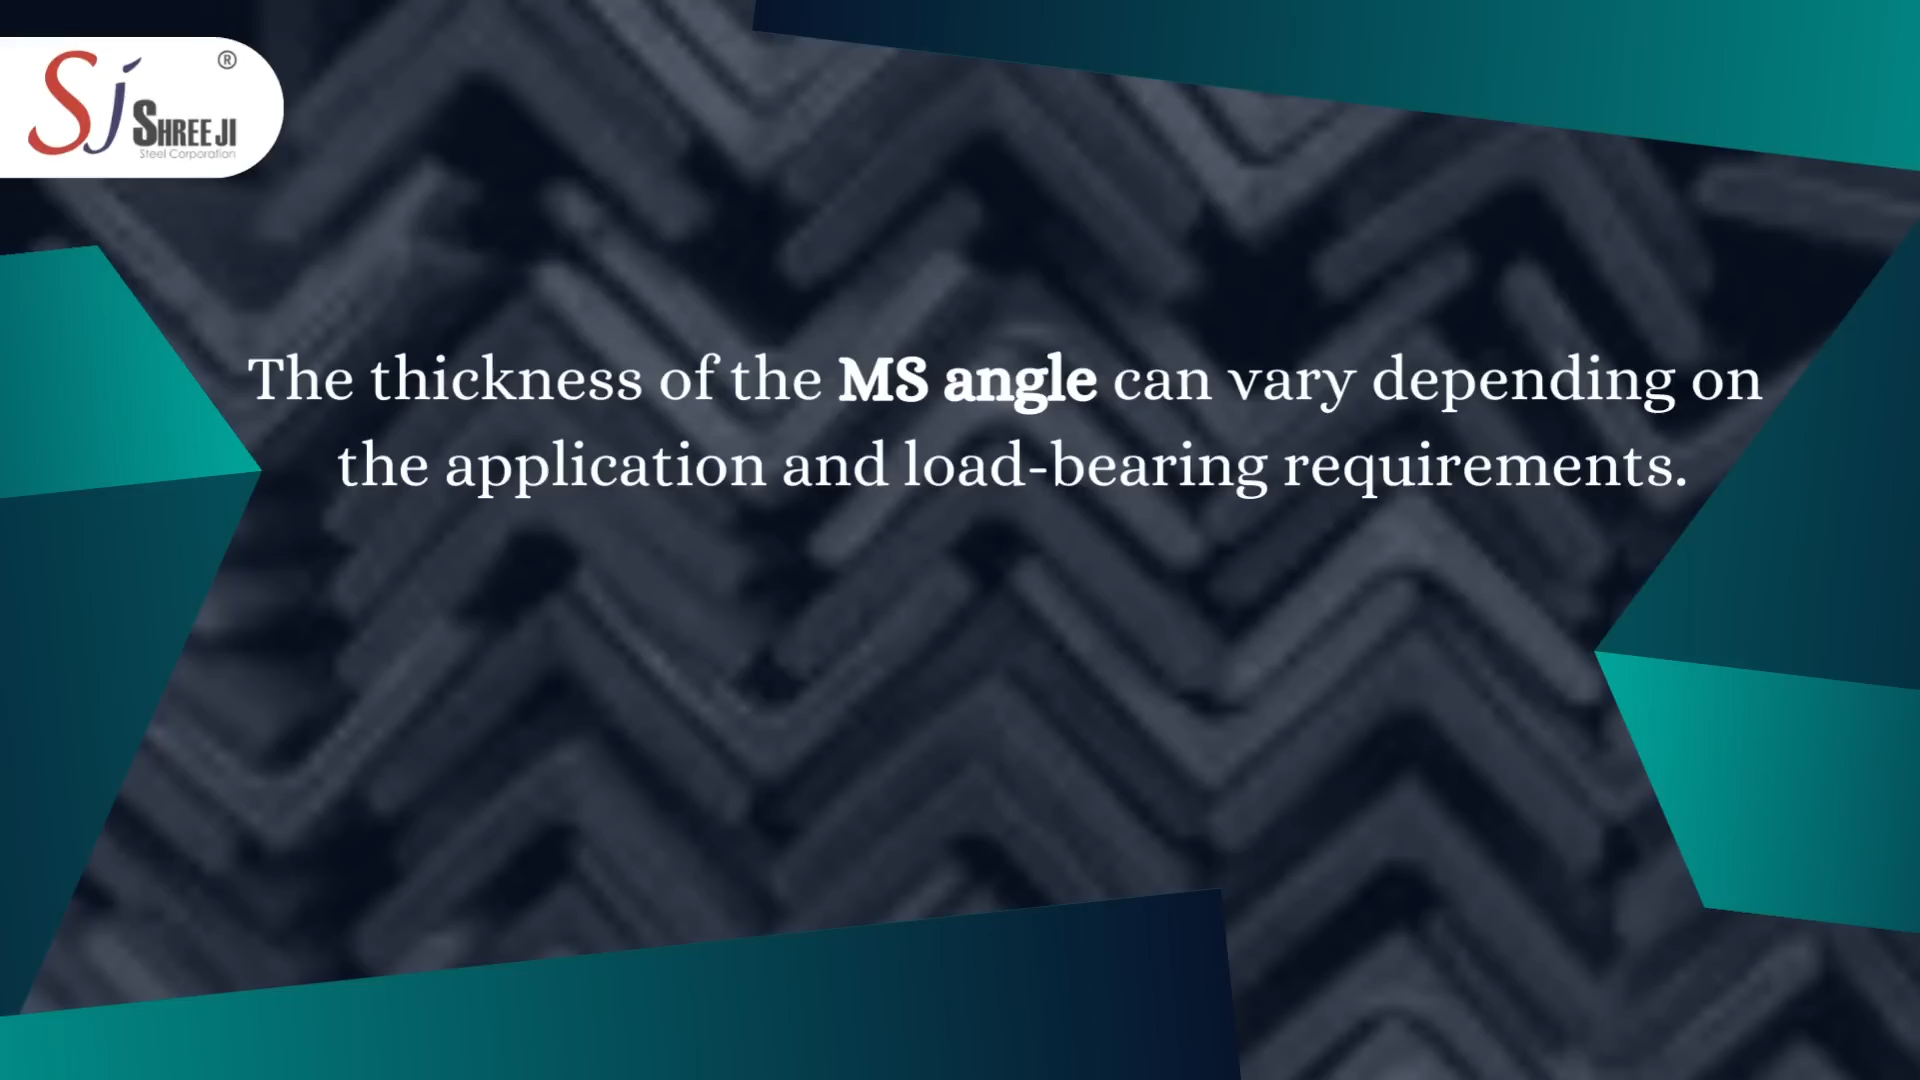 Sj ®
SHREE JI
Steel Corporation
The thickness of the MS angle can vary depending on
the application and load-bearing requirements.